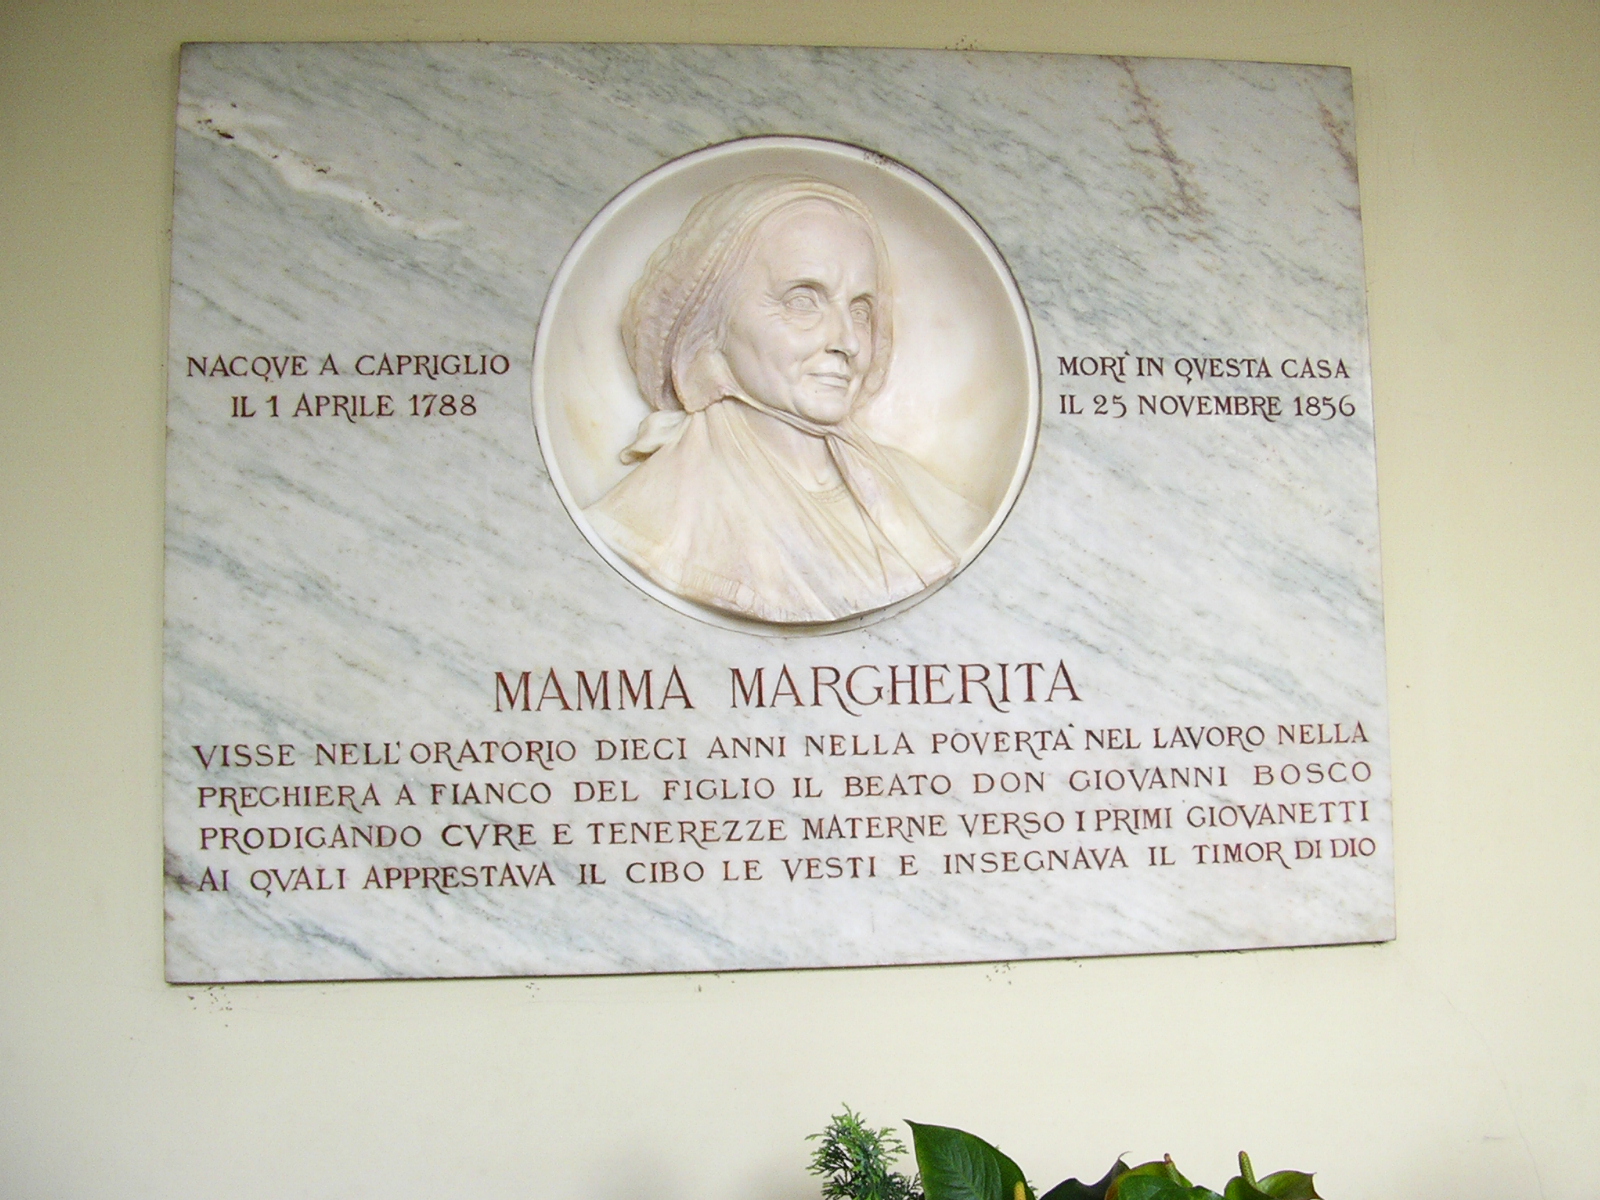 NACQVE A CAPRIGLIO
IL 1 APRILE 1788
MORI' IN QVESTA CASA
IL 25 NOVEMBRE 1856
MAMMA MARGHERITA
VISSE NELL'ORATORIO DIECI ANNI NELLA POVERTA' NEL LAVORO NELLA
PREGHIERA A FIANCO DEL FIGLIO IL BEATO DON GIOVANNI BOSCO
PRODIGANDO CVRE E TENEREZZE MATERNE VERSO I PRIMI GIOVANETTI
AI QVALI APPRESTAVA IL CIBO LE VESTI E INSEGNAVA IL TIMOR DI DIO